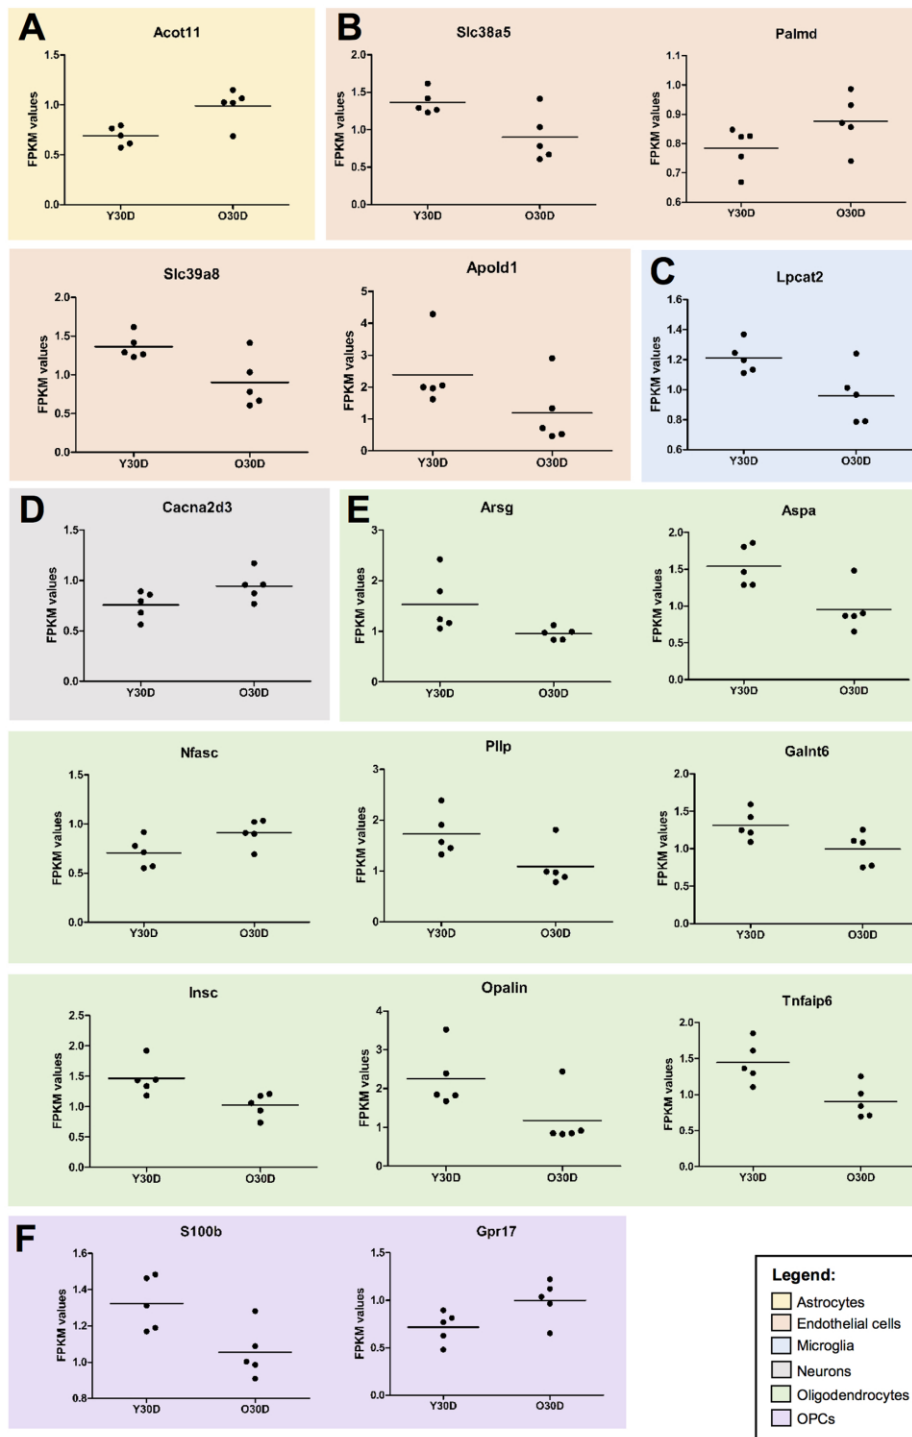 A
Acot11
FPKM values
1.5
1.0
0.5
0.0
Y30D O30D
B
Slc38a5
FPKM values
2.0
1.5
1.0
0.5
0.0
Y30D O30D
Palmd
FPKM values
1.1
1.0
0.9
0.8
0.7
0.6
Y30D O30D
Slc39a8
FPKM values
2.0
1.5
1.0
0.5
0.0
Y30D O30D
Apold1
FPKM values
5
4
3
2
1
0
Y30D O30D
C
Lpcat2
FPKM values
1.6
1.4
1.2
1.0
0.8
0.6
Y30D O30D
D
Cacna2d3
FPKM values
1.5
1.0
0.5
0.0
Y30D O30D
E
Arsg
FPKM values
3
2
1
0
Y30D O30D
Aspa
FPKM values
2.0
1.5
1.0
0.5
0.0
Y30D O30D
Nfasc
FPKM values
1.5
1.0
0.5
0.0
Y30D O30D
Pllp
FPKM values
3
2
1
0
Y30D O30D
Galnt6
FPKM values
2.0
1.5
1.0
0.5
0.0
Y30D O30D
Insc
FPKM values
2.5
2.0
1.5
1.0
0.5
0.0
Y30D O30D
Opalin
FPKM values
4
3
2
1
0
Y30D O30D
Tnfaip6
FPKM values
2.0
1.5
1.0
0.5
0.0
Y30D O30D
F
S100b
FPKM values
1.6
1.4
1.2
1.0
0.8
Y30D O30D
Gpr17
FPKM values
1.5
1.0
0.5
0.0
Y30D O30D
Legend:
Astrocytes
Endothelial cells
Microglia
Neurons
Oligodendrocytes
OPCs